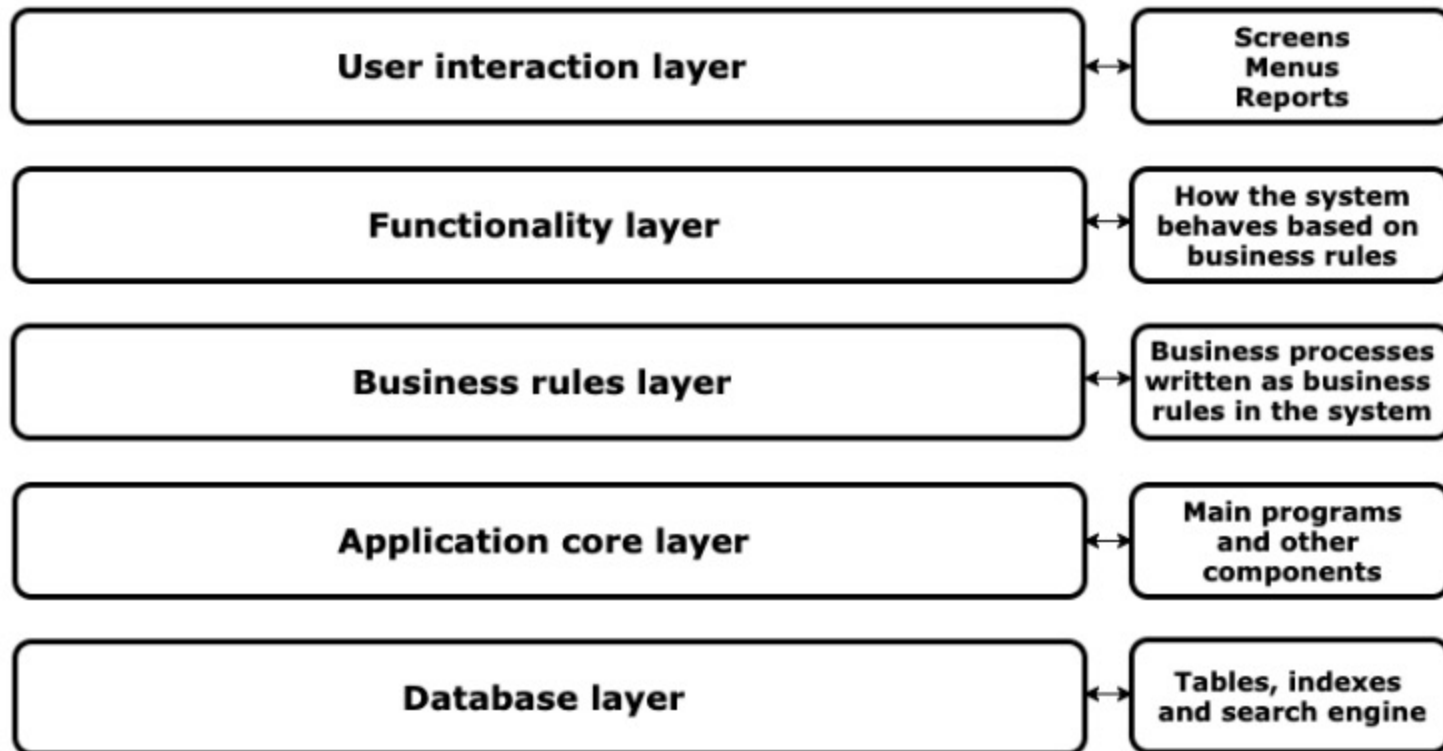 User interaction layer
Screens
Menus
Reports
Functionality layer
How the system
behaves based on
business rules
Business rules layer
Business processes
written as business
rules in the system
Application core layer
Main programs
and other
components
Database layer
Tables, indexes
and search engine